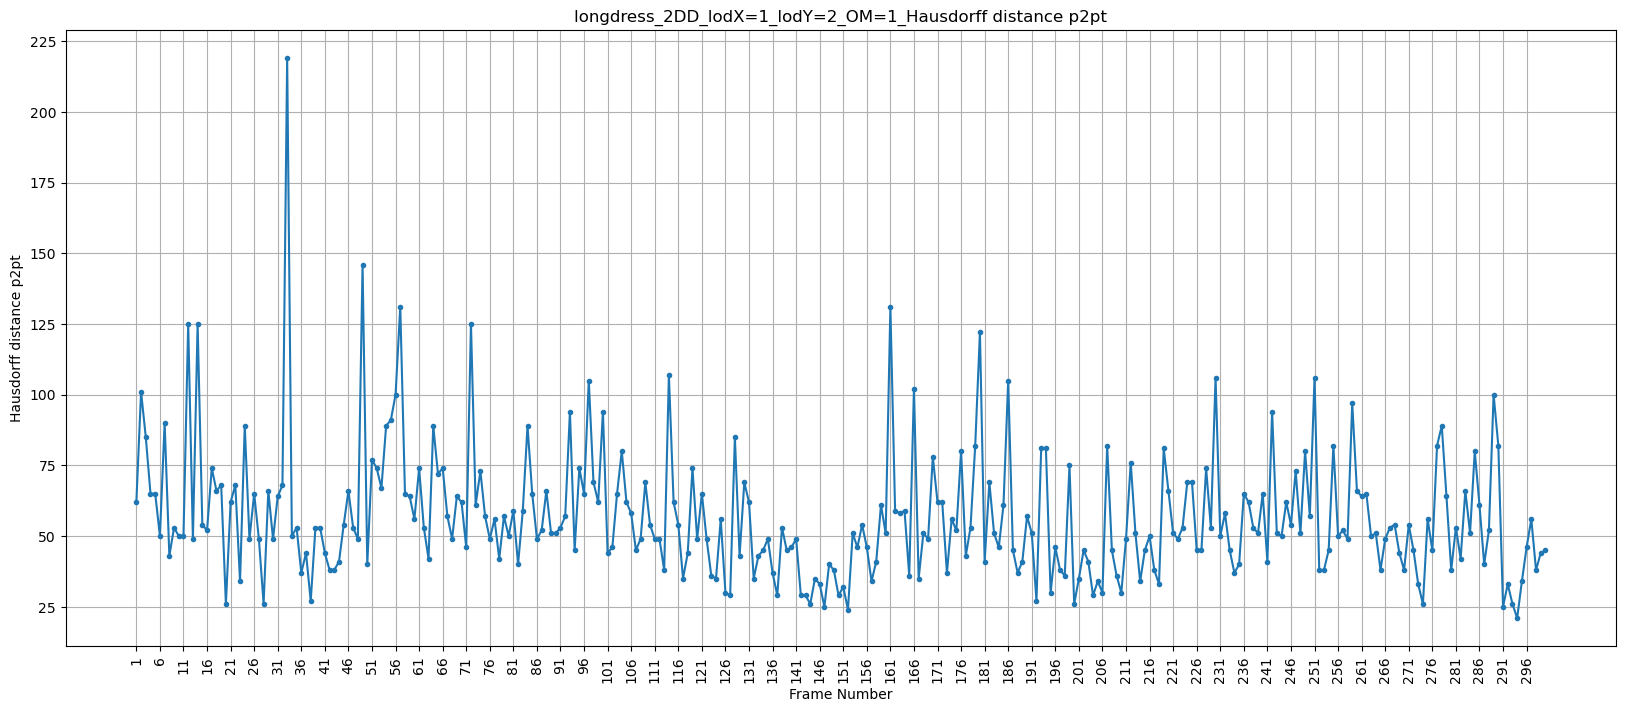 longdress_2DD_lodX=1_lodY=2_OM=1_Hausdorff distance p2pt
Hausdorff distance p2pt
225
200
175
150
125
100
75
50
25
1 6 11 16 21 26 31 36 41 46 51 56 61 66 71 76 81 86 91 96 101 106 111 116 121 126 131 136 141 146 151 156 161 166 171 176 181 186 191 196 201 206 211 216 221 226 231 236 241 246 251 256 261 266 271 276 281 286 291 296
Frame Number